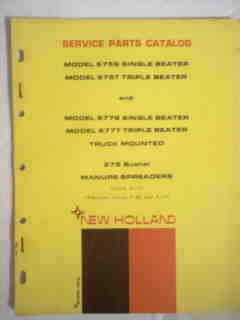 SERVICE PARTS CATALOG
MODEL 675S SINGLE BEATER
MODEL 675T TRIPLE BEATER
and
MODEL 677S SINGLE BEATER
MODEL 677T TRIPLE BEATER
TRUCK MOUNTED
275 Bushel
MANURE SPREADERS
NEW HOLLAND